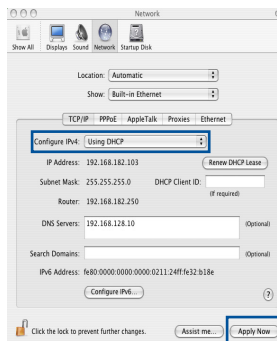 Network
Show All Displays Sound Network Startup Disk
Location: Automatic
Show: Built-in Ethernet
TCP/IP PPPoE AppleTalk Proxies Ethernet
Configure IPv4: Using DHCP
IP Address: 192.168.182.103 Renew DHCP Lease
Subnet Mask: 255.255.255.0 DHCP Client ID:
(If required)
Router: 192.168.182.250
DNS Servers: 192.168.128.10 (Optional)
Search Domains: (Optional)
IPv6 Address: fe80:0000:0000:0000:0211:24ff:fe32:b18e
Configure IPv6... ?
Click the lock to prevent further changes. Assist me... Apply Now